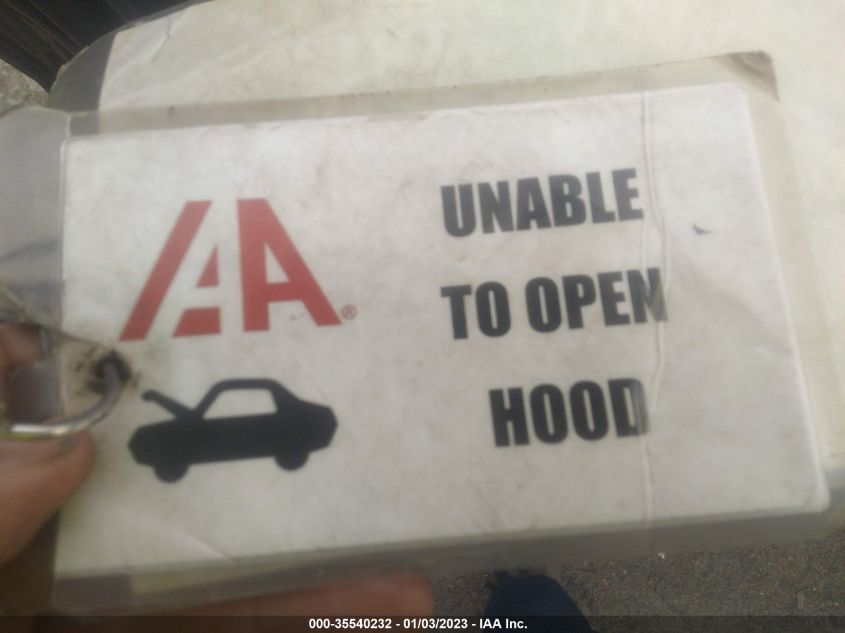 IAA®
UNABLE
TO OPEN
HOOD
000-35540232 - 01/03/2023 - IAA Inc.